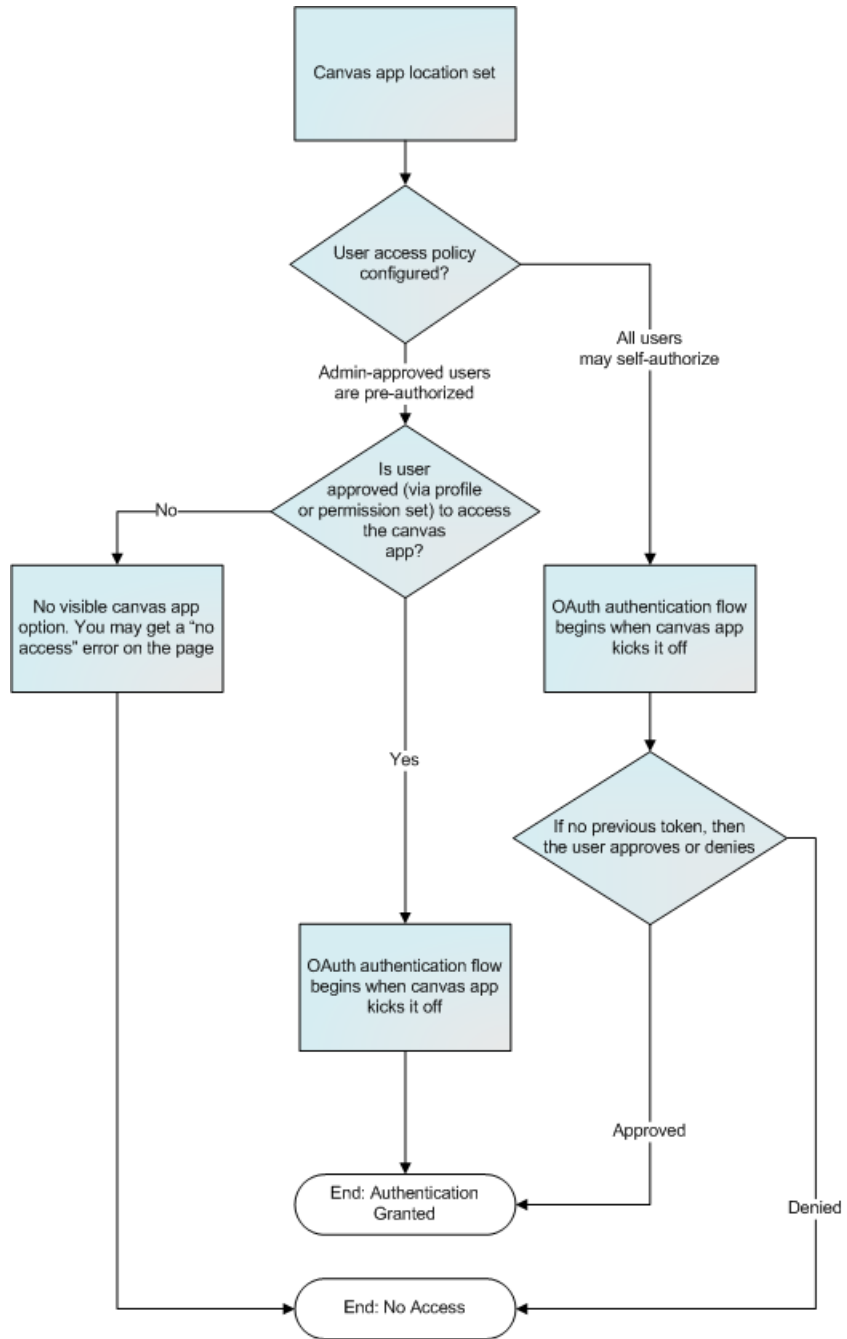 Canvas app location set
User access policy
configured?
All users
may self-authorize
Admin-approved users
are pre-authorized
Is user
approved (via profile
or permission set) to access
the canvas
app?
No
No visible canvas app
option. You may get a “no
access” error on the page
OAuth authentication flow
begins when canvas app
kicks it off
Yes
If no previous token, then
the user approves or denies
OAuth authentication flow
begins when canvas app
kicks it off
Approved
End: Authentication
Granted
Denied
End: No Access